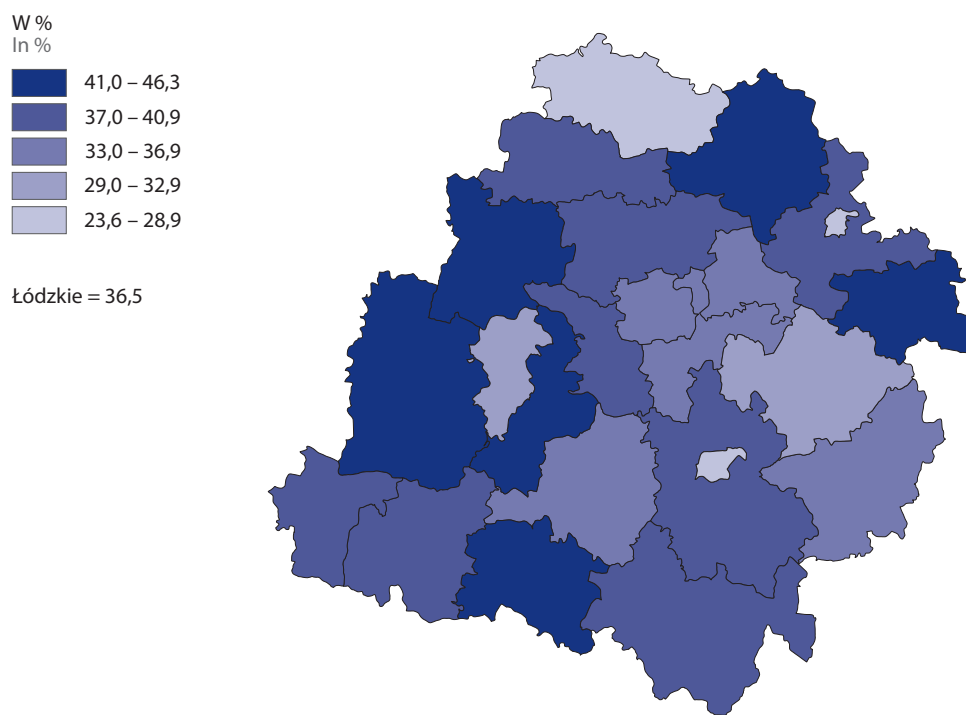 W %
In %
41,0 – 46,3
37,0 – 40,9
33,0 – 36,9
29,0 – 32,9
23,6 – 28,9
Łódzkie = 36,5